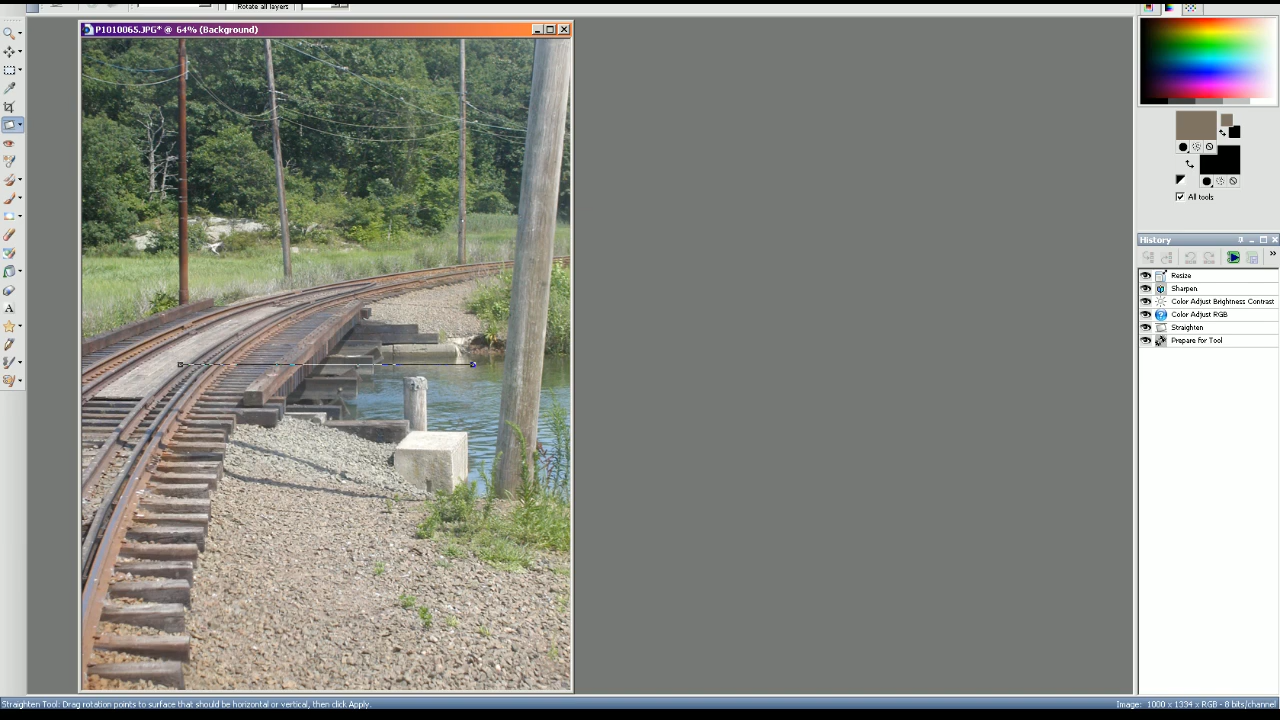 Rotate all layers
P1010065.JPG* @ 64% (Background)
All tools
History
Resize
Sharpen
Color Adjust Brightness Contrast
Color Adjust RGB
Straighten
Prepare for Tool
Straighten Tool: Drag rotation points to surface that should be horizontal or vertical, then click Apply.
Image: 1000 x 1334 x RGB - 8 bits/channel